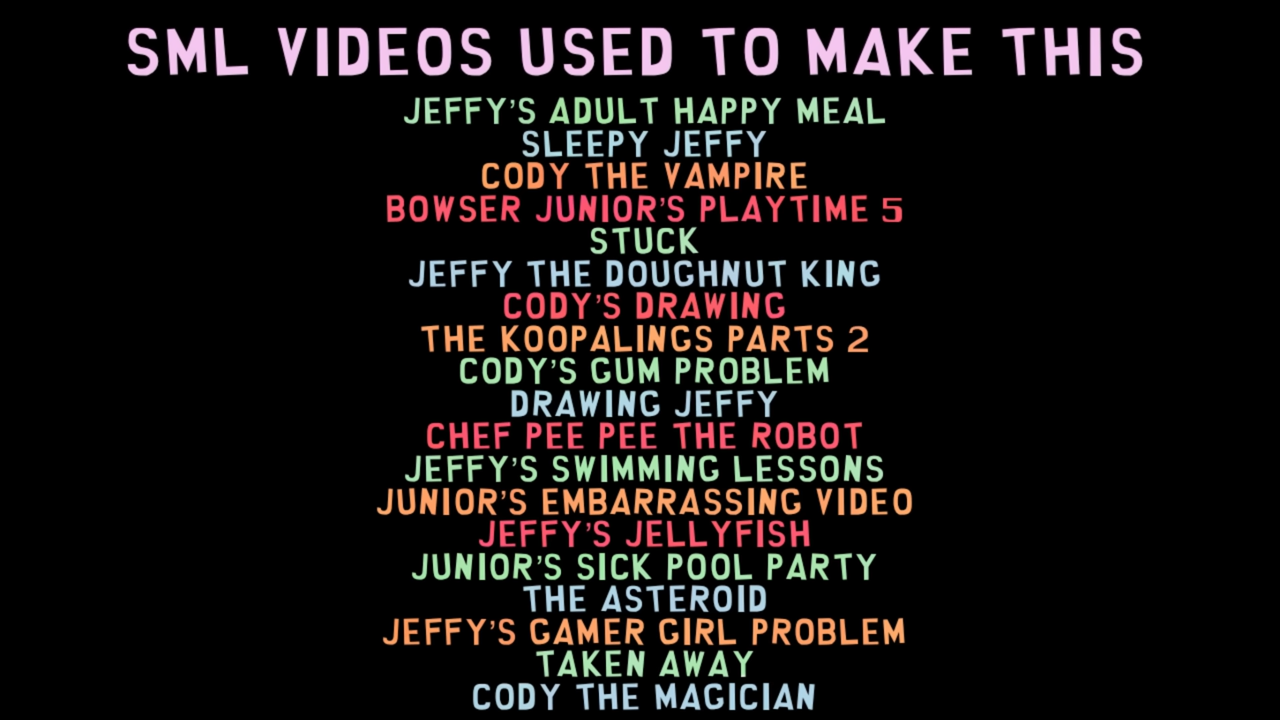 SML VIDEOS USED TO MAKE THIS
JEFFY'S ADULT HAPPY MEAL
SLEEPY JEFFY
CODY THE VAMPIRE
BOWSER JUNIOR'S PLAYTIME 5
STUCK
JEFFY THE DOUGHNUT KING
CODY'S DRAWING
THE KOOPALINGS PARTS 2
CODY'S GUM PROBLEM
DRAWING JEFFY
CHEF PEE PEE THE ROBOT
JEFFY'S SWIMMING LESSONS
JUNIOR'S EMBARRASSING VIDEO
JEFFY'S JELLYFISH
JUNIOR'S SICK POOL PARTY
THE ASTEROID
JEFFY'S GAMER GIRL PROBLEM
TAKEN AWAY
CODY THE MAGICIAN